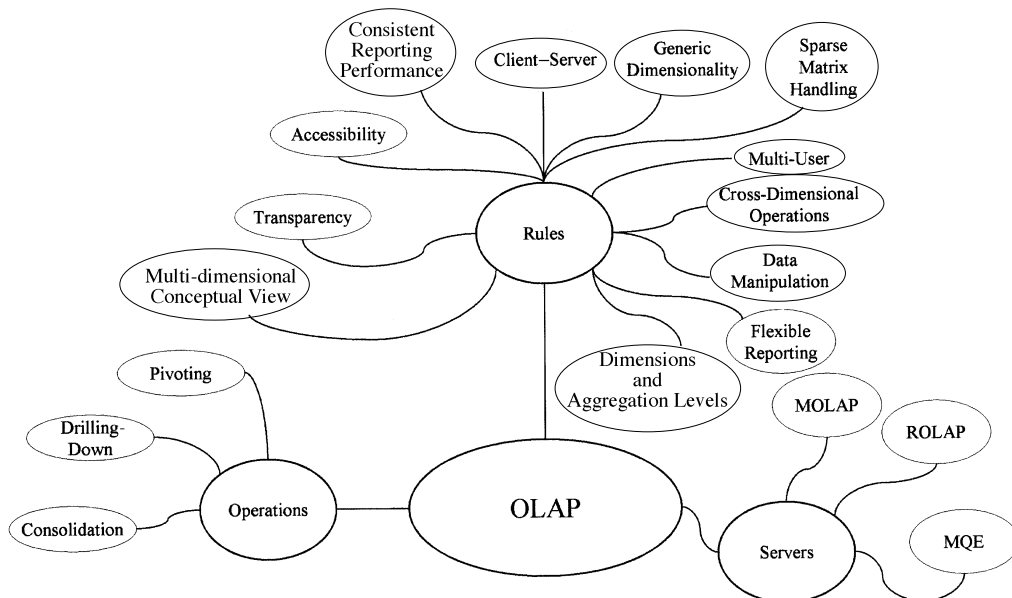 Consistent
Reporting
Performance
Client–Server
Generic
Dimensionality
Sparse
Matrix
Handling
Accessibility
Multi-User
Transparency
Cross-Dimensional
Operations
Rules
Multi-dimensional
Conceptual View
Data
Manipulation
Flexible
Reporting
Dimensions
and
Aggregation Levels
Pivoting
MOLAP
Drilling-
Down
ROLAP
Operations
OLAP
Consolidation
Servers
MQE